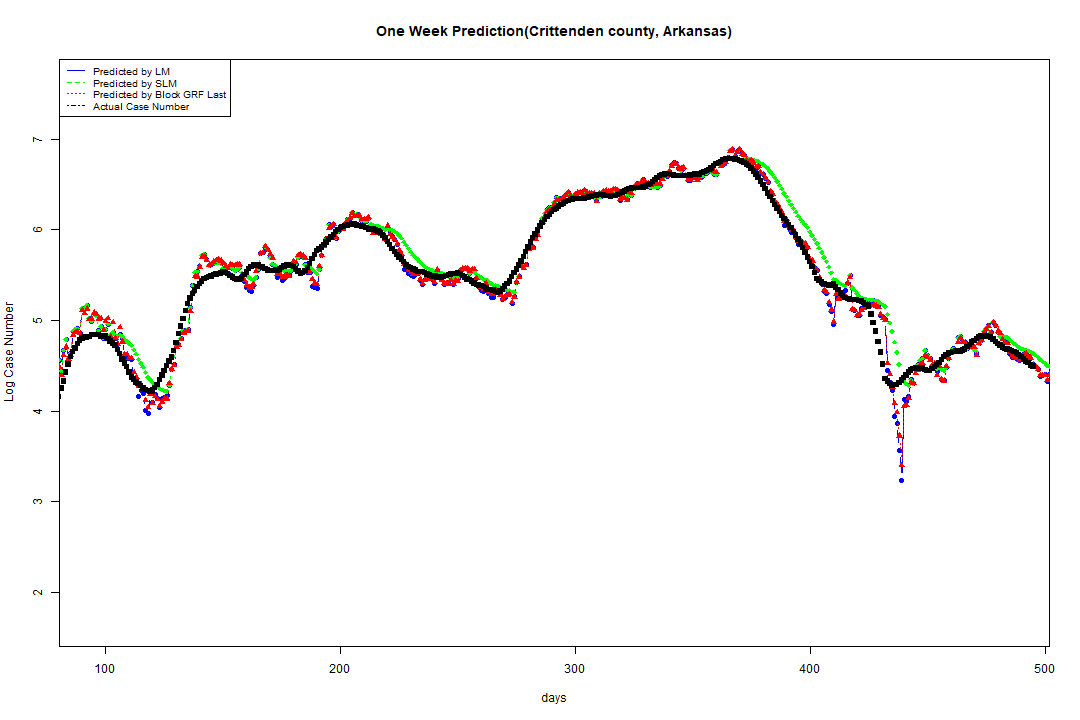 One Week Prediction(Crittenden county, Arkansas)
Predicted by LM
Predicted by SLM
Predicted by Block GRF Last
Actual Case Number
7
6
5
4
3
2
Log Case Number
100 200 300 400 500
days